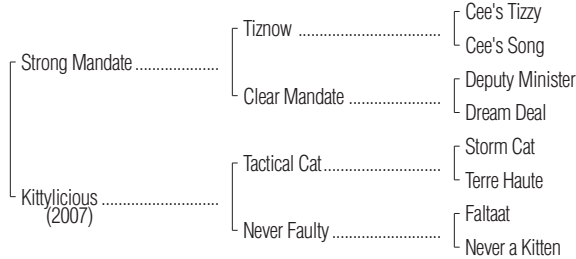 Cee's Tizzy
Tiznow ....................................
Cee's Song
Strong Mandate .....................
Deputy Minister
Clear Mandate .......................
Dream Deal
Storm Cat
Tactical Cat .............................
Terre Haute
Kittylicious .............................
(2007)
Faltaat
Never Faulty ...........................
Never a Kitten